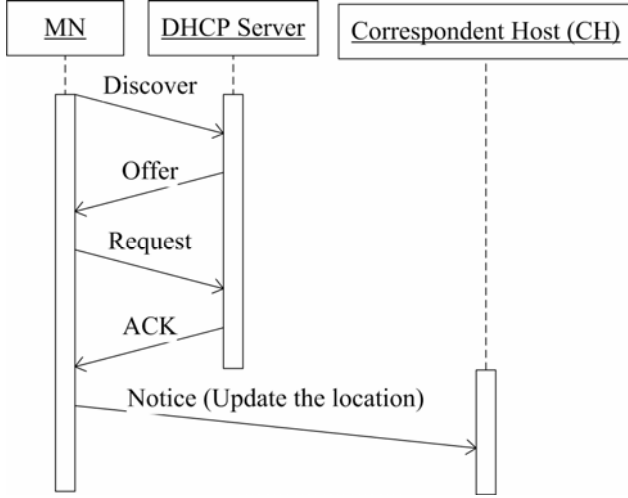 MN
DHCP Server
Correspondent Host (CH)
Discover
Offer
Request
ACK
Notice (Update the location)